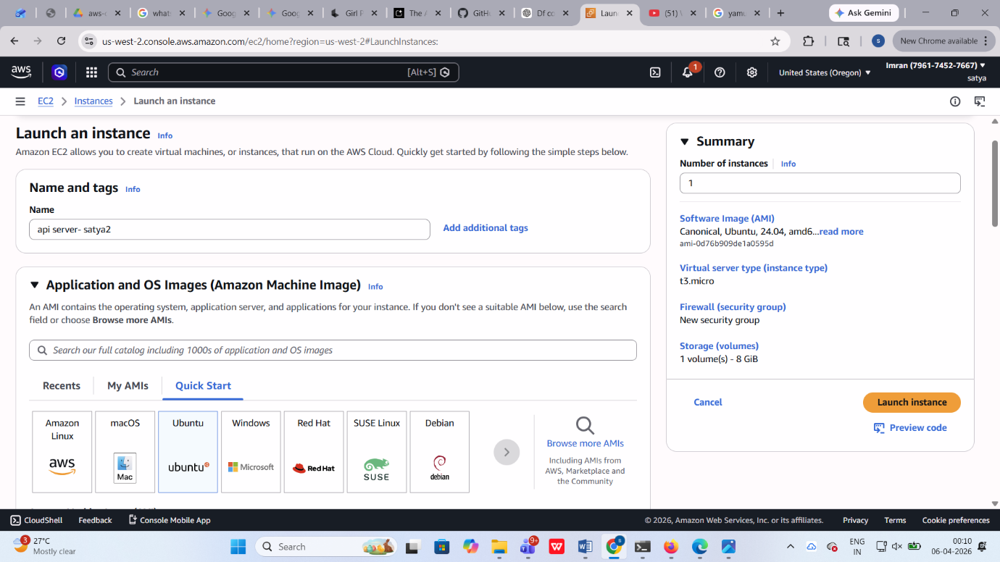 aws-
what
Goog
Goog
Girl P
The A
GitHu
Df co
Laun
(51) V
yamu
Ask Gemini
us-west-2.console.aws.amazon.com/ec2/home?region=us-west-2#LaunchInstances:
s
New Chrome available
aws
Search
[Alt+S]
1
United States (Oregon)
Imran (7961-7452-7667)
satya
EC2
Instances
Launch an instance
Launch an instance
Info
Amazon EC2 allows you to create virtual machines, or instances, that run on the AWS Cloud. Quickly get started by following the simple steps below.
Name and tags
Info
Name
api server- satya2
Add additional tags
Application and OS Images (Amazon Machine Image)
Info
An AMI contains the operating system, application server, and applications for your instance. If you don't see a suitable AMI below, use the search
field or choose Browse more AMIs.
Search our full catalog including 1000s of application and OS images
Recents
My AMIs
Quick Start
Amazon
Linux
aws
macOS
Mac
Ubuntu
ubuntu
Windows
Microsoft
Red Hat
Red Hat
SUSE Linux
SUSE
Debian
debian
Browse more AMIs
Including AMIs from
AWS, Marketplace and
the Community
Summary
Number of instances
Info
1
Software Image (AMI)
Canonical, Ubuntu, 24.04, amd6...read more
ami-0d76b909de1a0595d
Virtual server type (instance type)
t3.micro
Firewall (security group)
New security group
Storage (volumes)
1 volume(s) - 8 GiB
Cancel
Launch instance
Preview code
CloudShell
Feedback
Console Mobile App
© 2026, Amazon Web Services, Inc. or its affiliates.
Privacy
Terms
Cookie preferences
3
27°C
Mostly clear
Search
9+
s
ENG
IN
00:10
06-04-2026